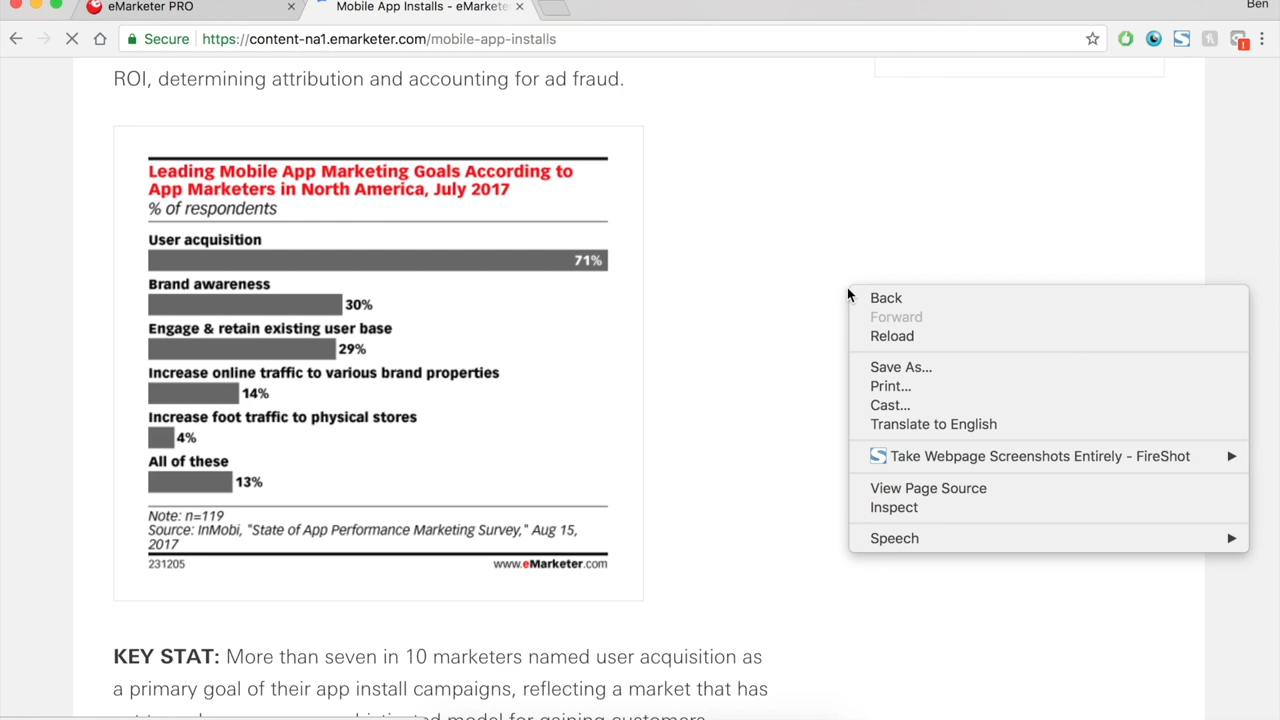 eMarketer PRO
Mobile App Installs - eMarkete
Ben
Secure https://content-na1.emarketer.com/mobile-app-installs
ROI, determining attribution and accounting for ad fraud.
Leading Mobile App Marketing Goals According to
App Marketers in North America, July 2017
% of respondents
User acquisition
71%
Brand awareness
30%
Engage & retain existing user base
29%
Increase online traffic to various brand properties
14%
Increase foot traffic to physical stores
4%
All of these
13%
Note: n=119
Source: InMobi, "State of App Performance Marketing Survey," Aug 15,
2017
231205 www.eMarketer.com
Back
Forward
Reload
Save As...
Print...
Cast...
Translate to English
Take Webpage Screenshots Entirely - FireShot
View Page Source
Inspect
Speech
KEY STAT: More than seven in 10 marketers named user acquisition as
a primary goal of their app install campaigns, reflecting a market that has
model for gaining customers